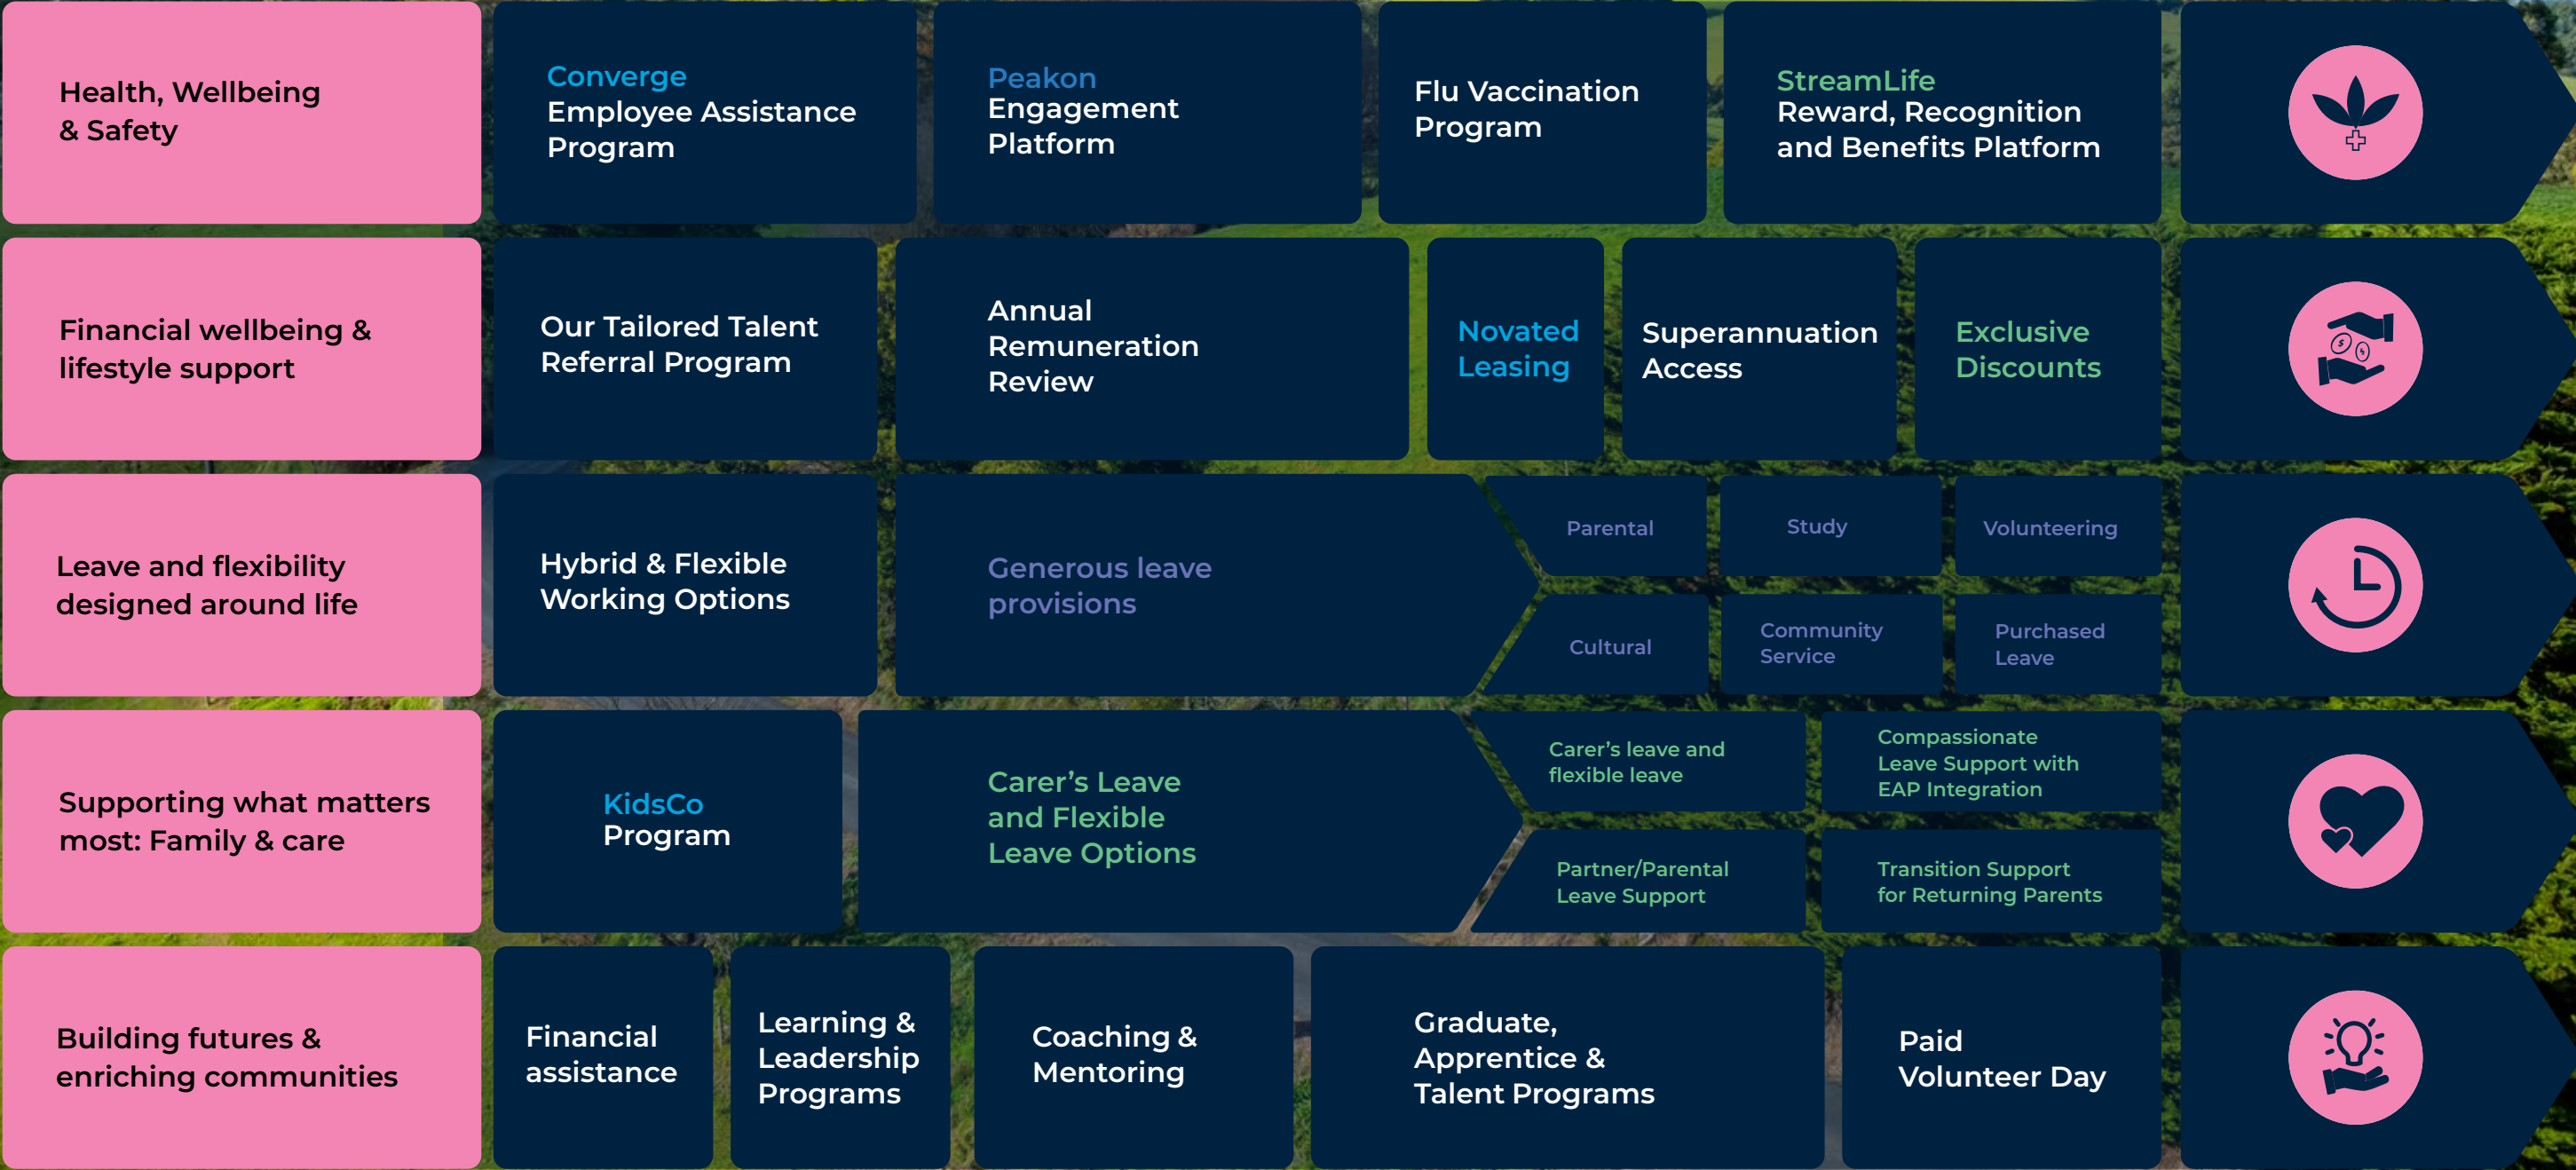 Health, Wellbeing
& Safety
Converge
Employee Assistance
Program
Peakon
Engagement
Platform
Flu Vaccination
Program
StreamLife
Reward, Recognition
and Benefits Platform
Financial wellbeing &
lifestyle support
Our Tailored Talent
Referral Program
Annual
Remuneration
Review
Novated
Leasing
Superannuation
Access
Exclusive
Discounts
Leave and flexibility
designed around life
Hybrid & Flexible
Working Options
Generous leave
provisions
Parental
Study
Volunteering
Cultural
Community
Service
Purchased
Leave
Supporting what matters
most: Family & care
KidsCo
Program
Carer’s Leave
and Flexible
Leave Options
Carer’s leave and
flexible leave
Compassionate
Leave Support with
EAP Integration
Partner/Parental
Leave Support
Transition Support
for Returning Parents
Building futures &
enriching communities
Financial
assistance
Learning &
Leadership
Programs
Coaching &
Mentoring
Graduate,
Apprentice &
Talent Programs
Paid
Volunteer Day